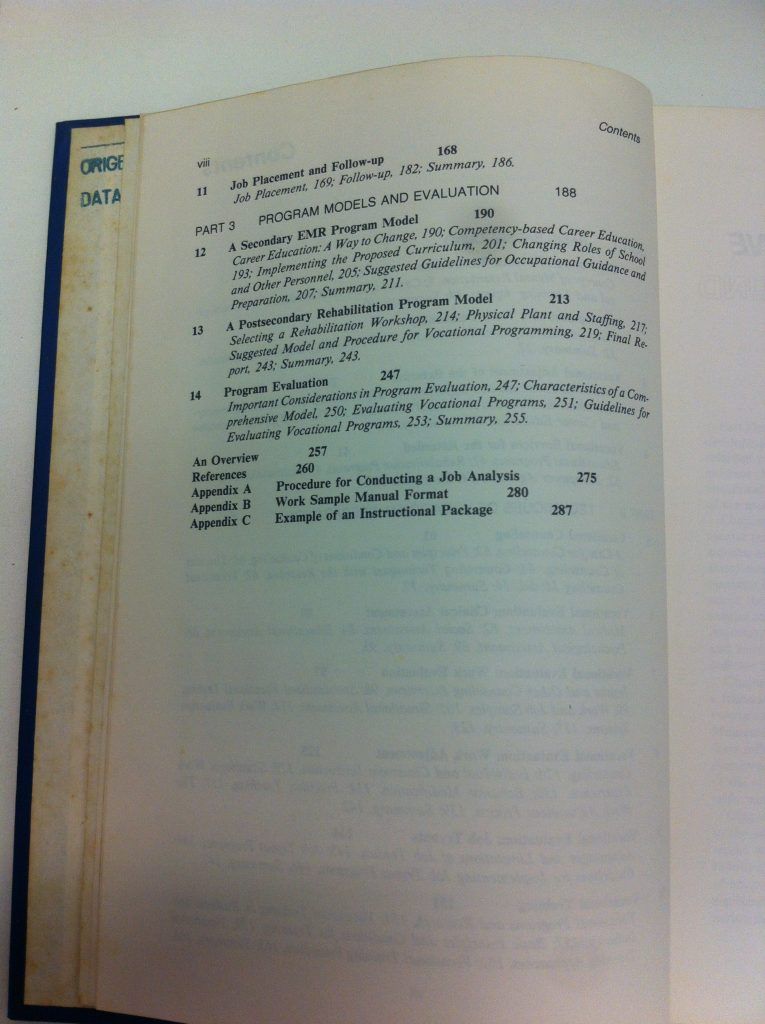 ORIGE
DATA
viii
Contents
11 Job Placement and Follow-up 168
Job Placement, 169; Follow-up, 182; Summary, 186.
PART 3 PROGRAM MODELS AND EVALUATION 188
12 A Secondary EMR Program Model 190
Career Education: A Way to Change, 190; Competency-based Career Education,
193; Implementing the Proposed Curriculum, 201; Changing Roles of School
and Other Personnel, 205; Suggested Guidelines for Occupational Guidance and
Preparation, 207; Summary, 211.
13 A Postsecondary Rehabilitation Program Model 213
Selecting a Rehabilitation Workshop, 214; Physical Plant and Staffing, 217;
Suggested Model and Procedure for Vocational Programming, 219; Final Re-
port, 243; Summary, 243.
14 Program Evaluation 247
Important Considerations in Program Evaluation, 247; Characteristics of a Com-
prehensive Model, 250; Evaluating Vocational Programs, 251; Guidelines for
Evaluating Vocational Programs, 253; Summary, 255.
An Overview 257
References 260
Appendix A Procedure for Conducting a Job Analysis 275
Appendix B Work Sample Manual Format 280
Appendix C Example of an Instructional Package 287